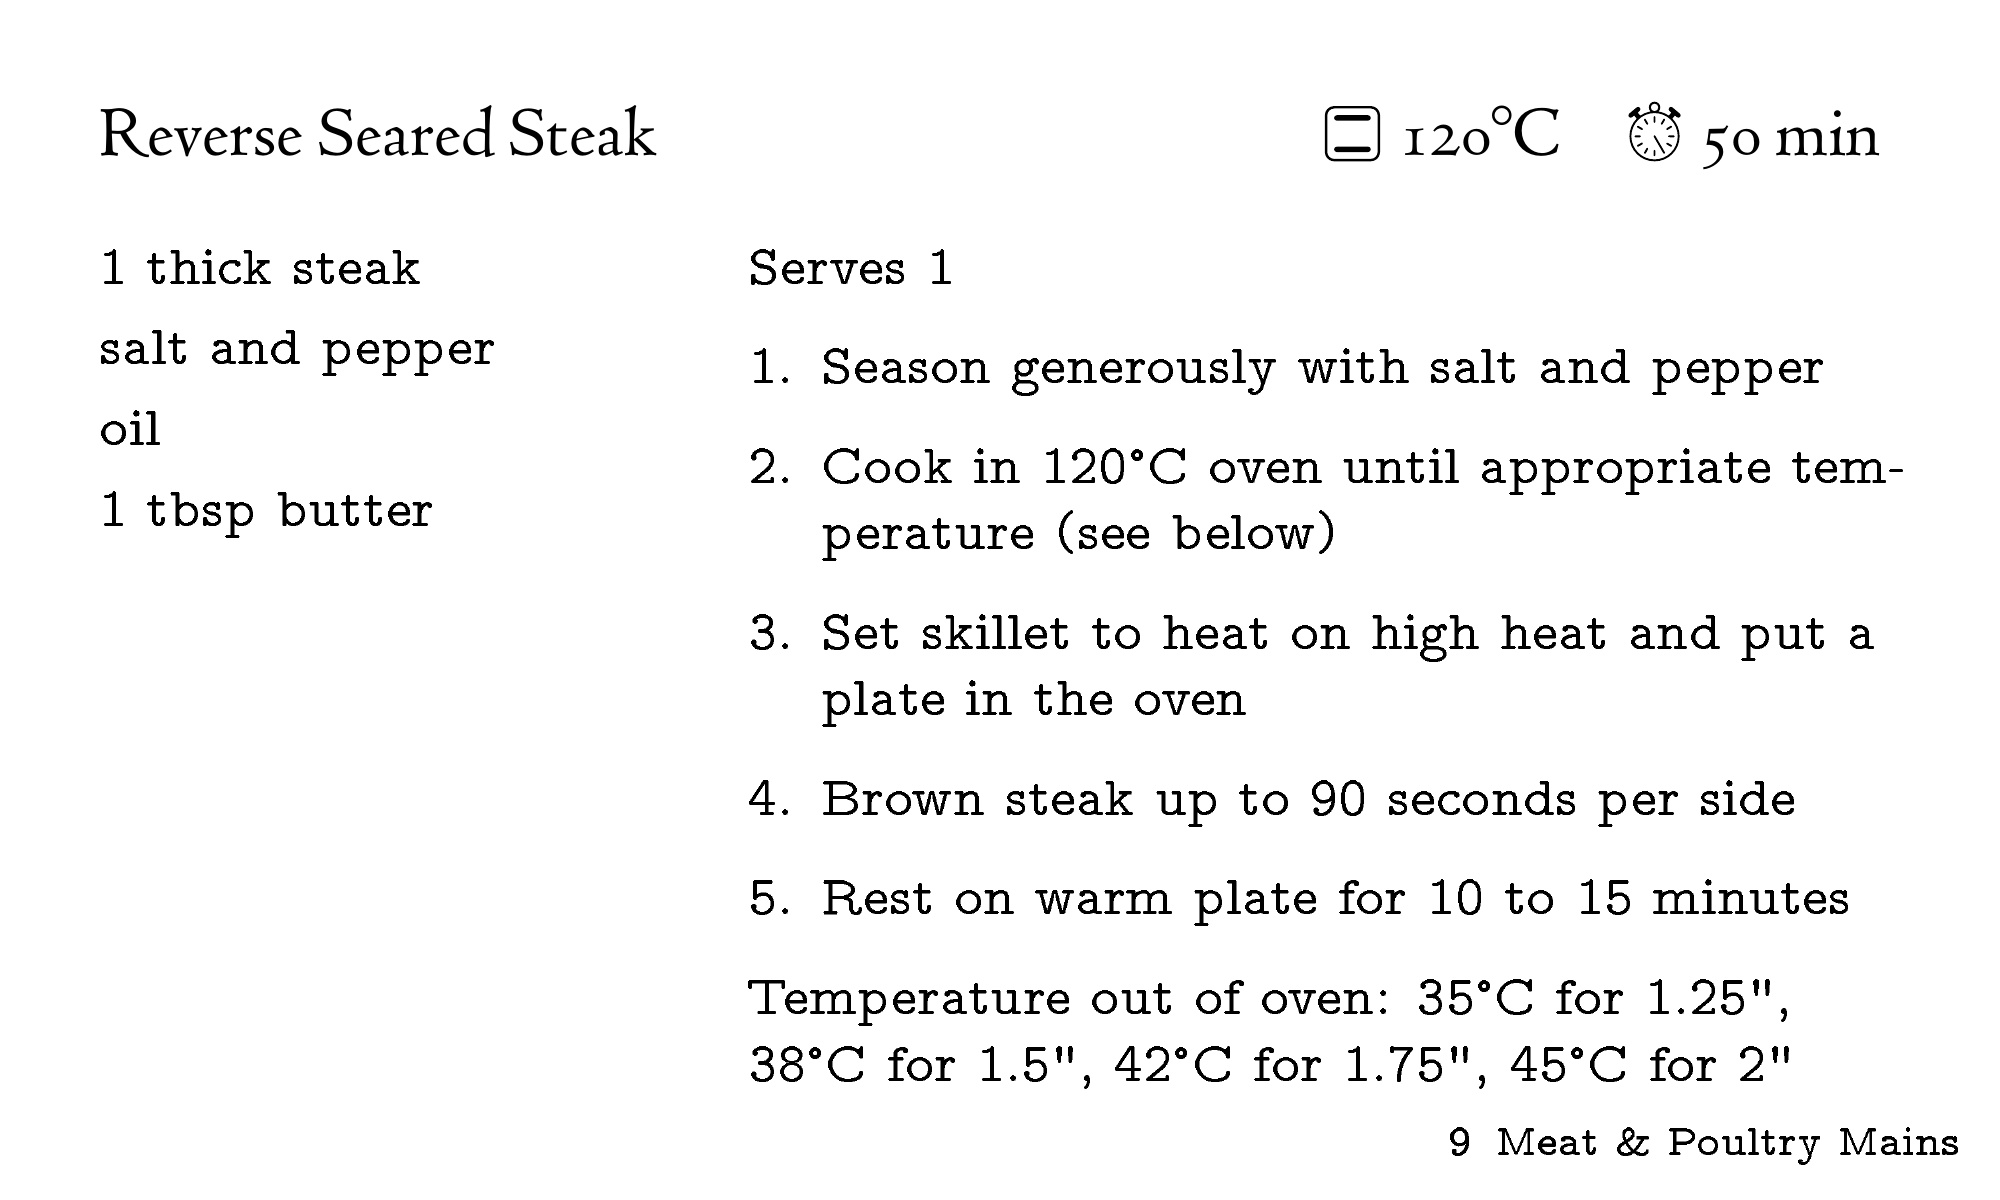 Reverse Seared Steak
120°C
50 min
1 thick steak
salt and pepper
oil
1 tbsp butter
Serves 1
1. Season generously with salt and pepper
2. Cook in 120°C oven until appropriate tem-
perature (see below)
3. Set skillet to heat on high heat and put a
plate in the oven
4. Brown steak up to 90 seconds per side
5. Rest on warm plate for 10 to 15 minutes
Temperature out of oven: 35°C for 1.25",
38°C for 1.5", 42°C for 1.75", 45°C for 2"
9 Meat & Poultry Mains